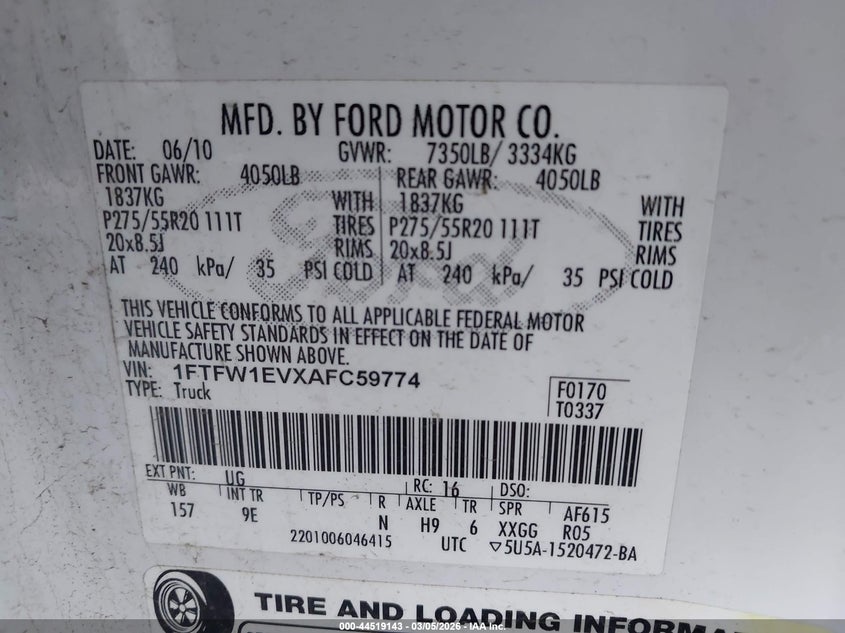 MFD. BY FORD MOTOR CO.
DATE: 06/10 GVWR: 7350LB/ 3334KG
FRONT GAWR: 4050LB REAR GAWR: 4050LB
1837KG WITH 1837KG WITH
P275/55R20 111T TIRES P275/55R20 111T TIRES
20x8.5J RIMS 20x8.5J RIMS
AT 240 kPa/ 35 PSI COLD AT 240 kPa/ 35 PSI COLD
Ford
THIS VEHICLE CONFORMS TO ALL APPLICABLE FEDERAL MOTOR
VEHICLE SAFETY STANDARDS IN EFFECT ON THE DATE OF
MANUFACTURE SHOWN ABOVE.
VIN: 1FTFW1EVXAFC59774
TYPE: Truck
F0170
T0337
EXT PNT: UG RC: 16 DSO:
WB INT TR TP/PS R AXLE TR SPR AF615
157 9E N H9 6 XXGG R05
2201006046415 UTC ▽5U5A-1520472-BA
TIRE AND LOADING
000-44519143 - 03/05/2026 - IAA Inc.